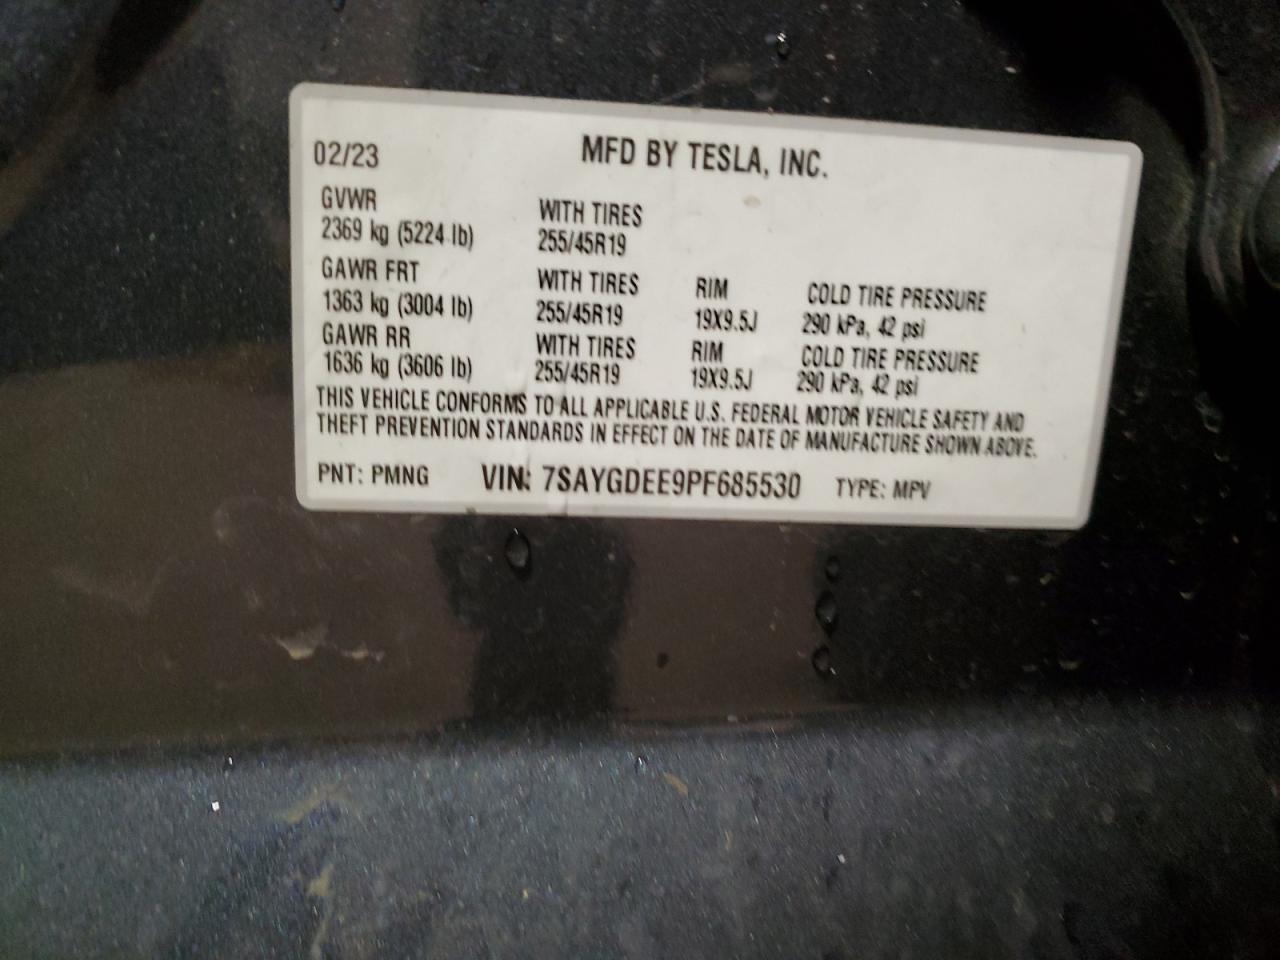 02/23 MFD BY TESLA, INC.
GVWR WITH TIRES
2369 kg (5224 lb) 255/45R19
GAWR FRT WITH TIRES RIM COLD TIRE PRESSURE
1363 kg (3004 lb) 255/45R19 19X9.5J 290 kPa, 42 psi
GAWR RR WITH TIRES RIM COLD TIRE PRESSURE
1636 kg (3606 lb) 255/45R19 19X9.5J 290 kPa, 42 psi
THIS VEHICLE CONFORMS TO ALL APPLICABLE U.S. FEDERAL MOTOR VEHICLE SAFETY AND
THEFT PREVENTION STANDARDS IN EFFECT ON THE DATE OF MANUFACTURE SHOWN ABOVE.
PNT: PMNG VIN: 7SAYGDEE9PF685530 TYPE: MPV